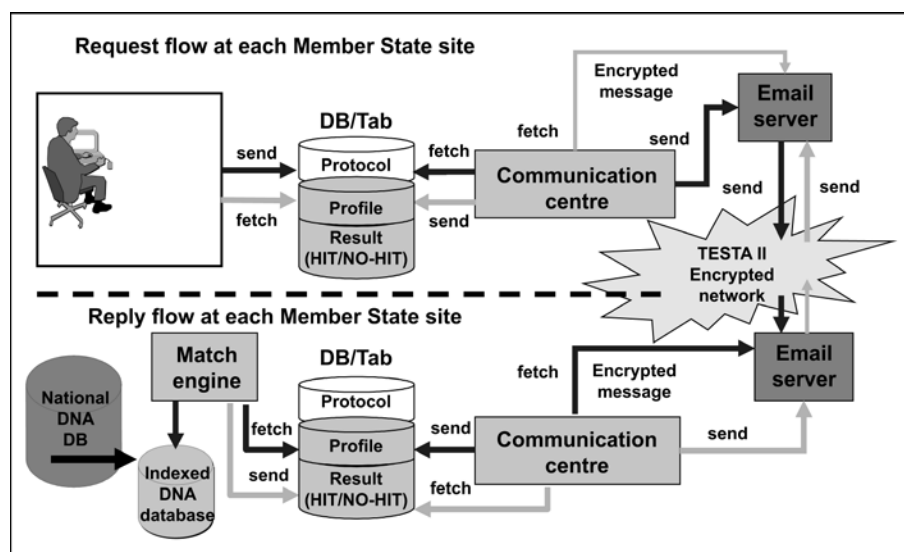 Request flow at each Member State site
Encrypted
message
Email
server
DB/Tab
fetch
send
Protocol
fetch
send
Communication
centre
send
send
fetch
Profile
send
Result
(HIT/NO-HIT)
TESTA II
Encrypted
network
Reply flow at each Member State site
Match
engine
DB/Tab
fetch
Encrypted
message
Email
server
National
DNA
DB
Protocol
fetch
Profile
send
Communication
centre
send
send
Indexed
DNA
database
Result
(HIT/NO-HIT)
fetch